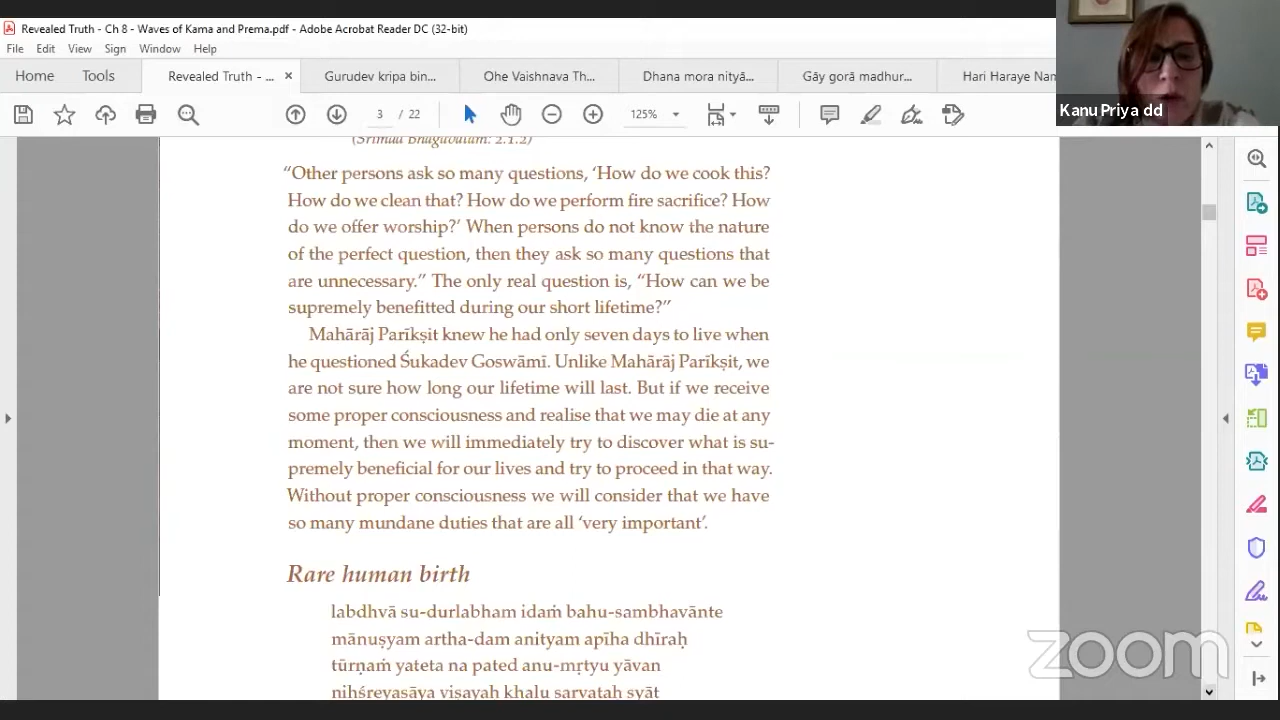 Revealed Truth - Ch 8 - Waves of Kama and Prema.pdf - Adobe Acrobat Reader DC (32-bit)
File Edit View Sign Window Help
Home Tools Revealed Truth - ... × Gurudev kripa bin... Ohe Vaishnava Th... Dhana mora nityā... Gāy gorā madhur... Hari Haraye Nam
Kanu Priya dd
3 / 22 125%
(Śrīmad Bhāgavatam: 2.1.2)
“Other persons ask so many questions, ‘How do we cook this?
How do we clean that? How do we perform fire sacrifice? How
do we offer worship?’ When persons do not know the nature
of the perfect question, then they ask so many questions that
are unnecessary.” The only real question is, “How can we be
supremely benefitted during our short lifetime?”
Mahārāj Parīkṣit knew he had only seven days to live when
he questioned Śukadev Goswāmī. Unlike Mahārāj Parīkṣit, we
are not sure how long our lifetime will last. But if we receive
some proper consciousness and realise that we may die at any
moment, then we will immediately try to discover what is su-
premely beneficial for our lives and try to proceed in that way.
Without proper consciousness we will consider that we have
so many mundane duties that are all ‘very important’.
Rare human birth
labdhvā su-durlabham idaṁ bahu-sambhavānte
mānuṣyam artha-dam anityam apīha dhīraḥ
tūrṇaṁ yateta na pated anu-mṛtyu yāvan
niḥśreyasāya viṣayaḥ khalu sarvataḥ syāt
zoom